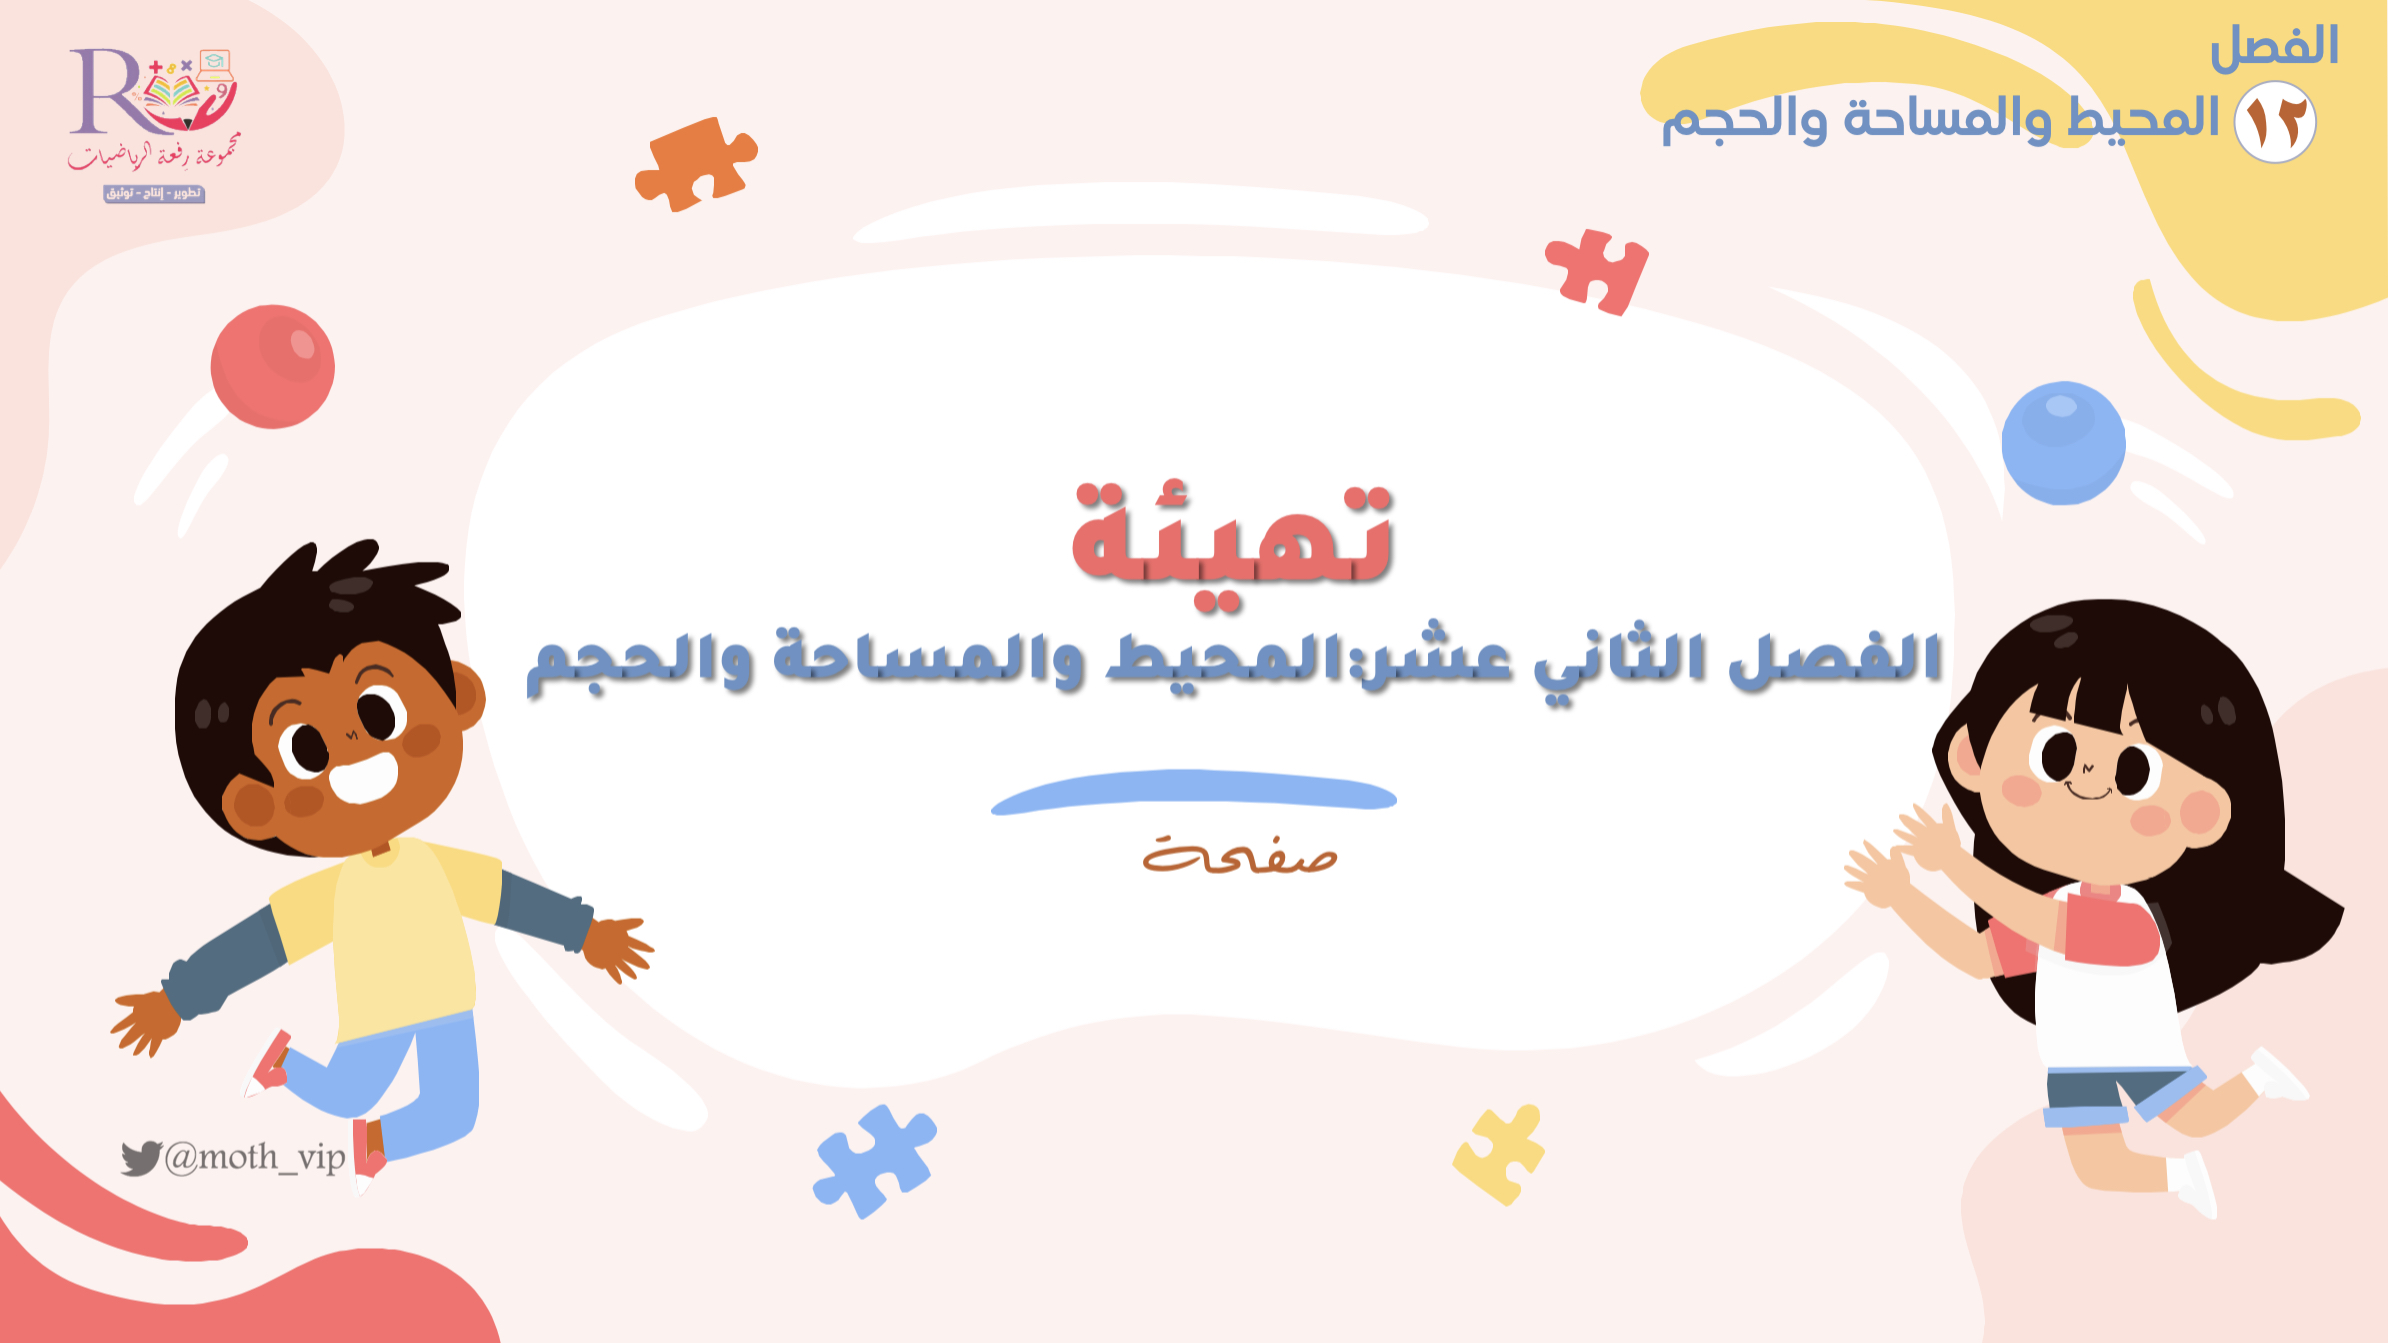 الفصل
١٢ المحيط والمساحة والحجم
R
مجموعة رفعة الرياضيات
تطوير - إنتاج - توثيق
تهيئة
الفصل الثاني عشر:المحيط والمساحة والحجم
صفحة
@moth_vip